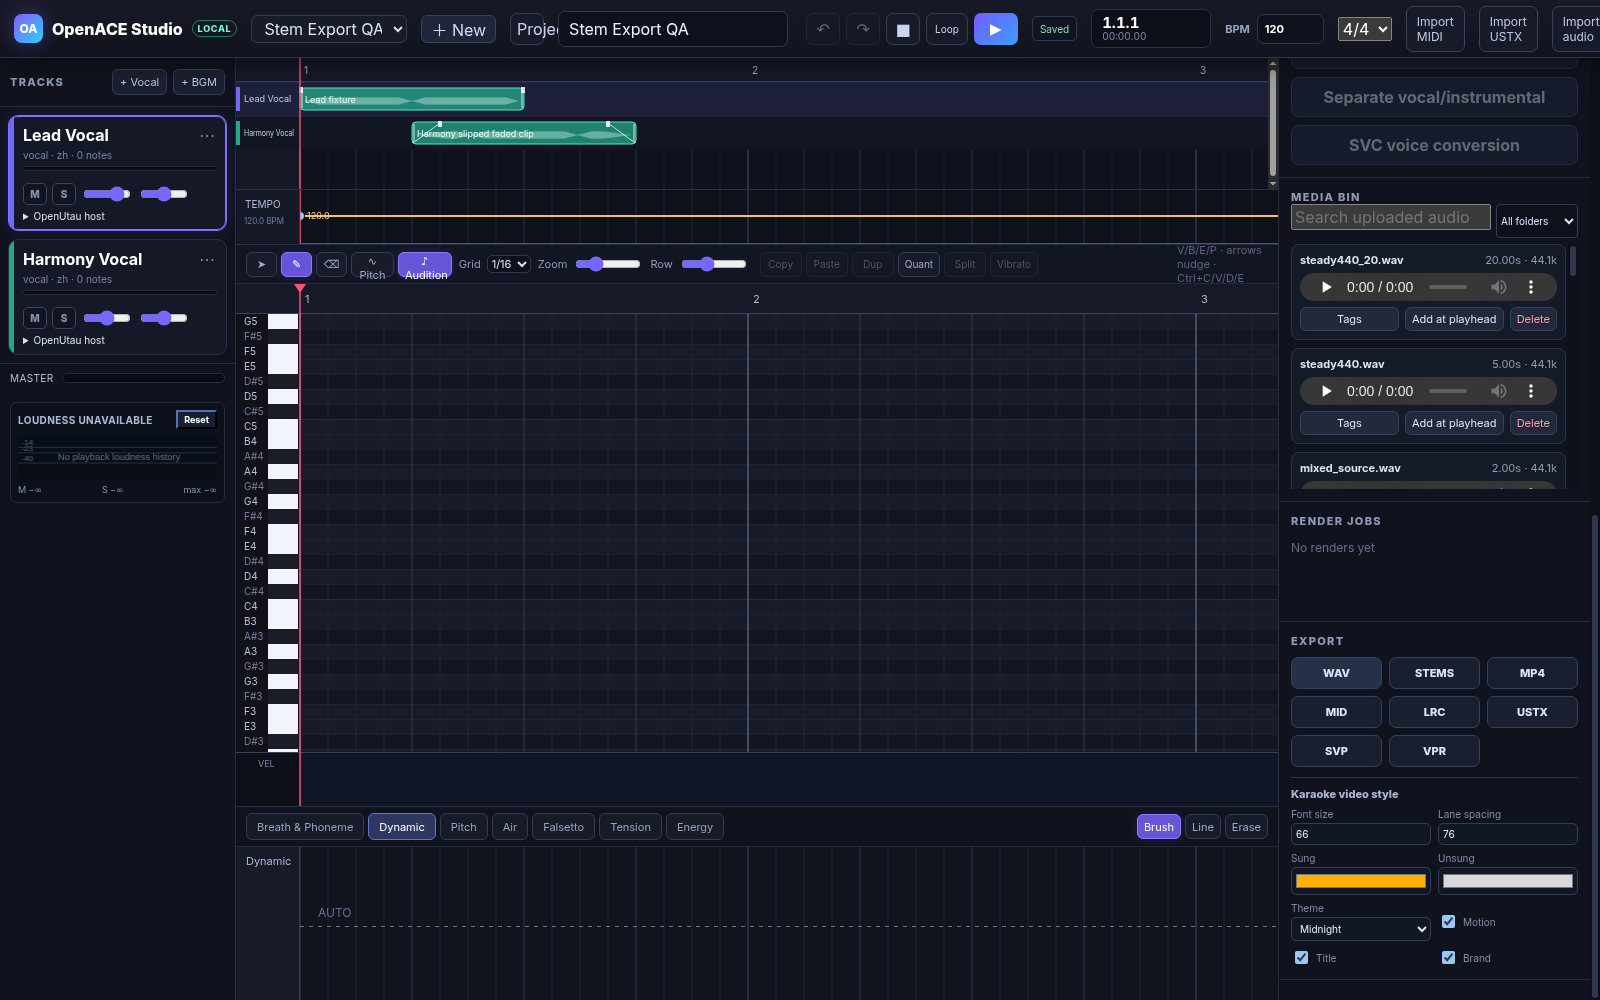 OA OpenACE Studio LOCAL Stem Export QA + New Projec Stem Export QA Loop Saved 1.1.1 00:00.00 BPM 120 4/4 Import MIDI Import USTX Import audio
TRACKS + Vocal + BGM
Lead Vocal
vocal · zh · 0 notes
M S
OpenUtau host
Harmony Vocal
vocal · zh · 0 notes
M S
OpenUtau host
MASTER
LOUDNESS UNAVAILABLE Reset
-14
-23
-40
No playback loudness history
M -∞ S -∞ max -∞
1 2 3
Lead Vocal Lead fixture
Harmony Vocal Harmony slipped faded clip
TEMPO
120.0 BPM
120.0
Pitch Audition Grid 1/16 Zoom Row Copy Paste Dup Quant Split Vibrato
V/B/E/P · arrows
nudge ·
Ctrl+C/V/D/E
1 2 3
G5
F#5
F5
E5
D#5
D5
C#5
C5
B4
A#4
A4
G#4
G4
F#4
F4
E4
D#4
D4
C#4
C4
B3
A#3
A3
G#3
G3
F#3
F3
E3
D#3
VEL
Breath & Phoneme Dynamic Pitch Air Falsetto Tension Energy Brush Line Erase
Dynamic
AUTO
Separate vocal/instrumental
SVC voice conversion
MEDIA BIN
Search uploaded audio All folders
steady440_20.wav 20.00s · 44.1k
0:00 / 0:00
Tags Add at playhead Delete
steady440.wav 5.00s · 44.1k
0:00 / 0:00
Tags Add at playhead Delete
mixed_source.wav 2.00s · 44.1k
RENDER JOBS
No renders yet
EXPORT
WAV STEMS MP4
MID LRC USTX
SVP VPR
Karaoke video style
Font size Lane spacing
66 76
Sung Unsung
Theme
Midnight Motion
Title Brand